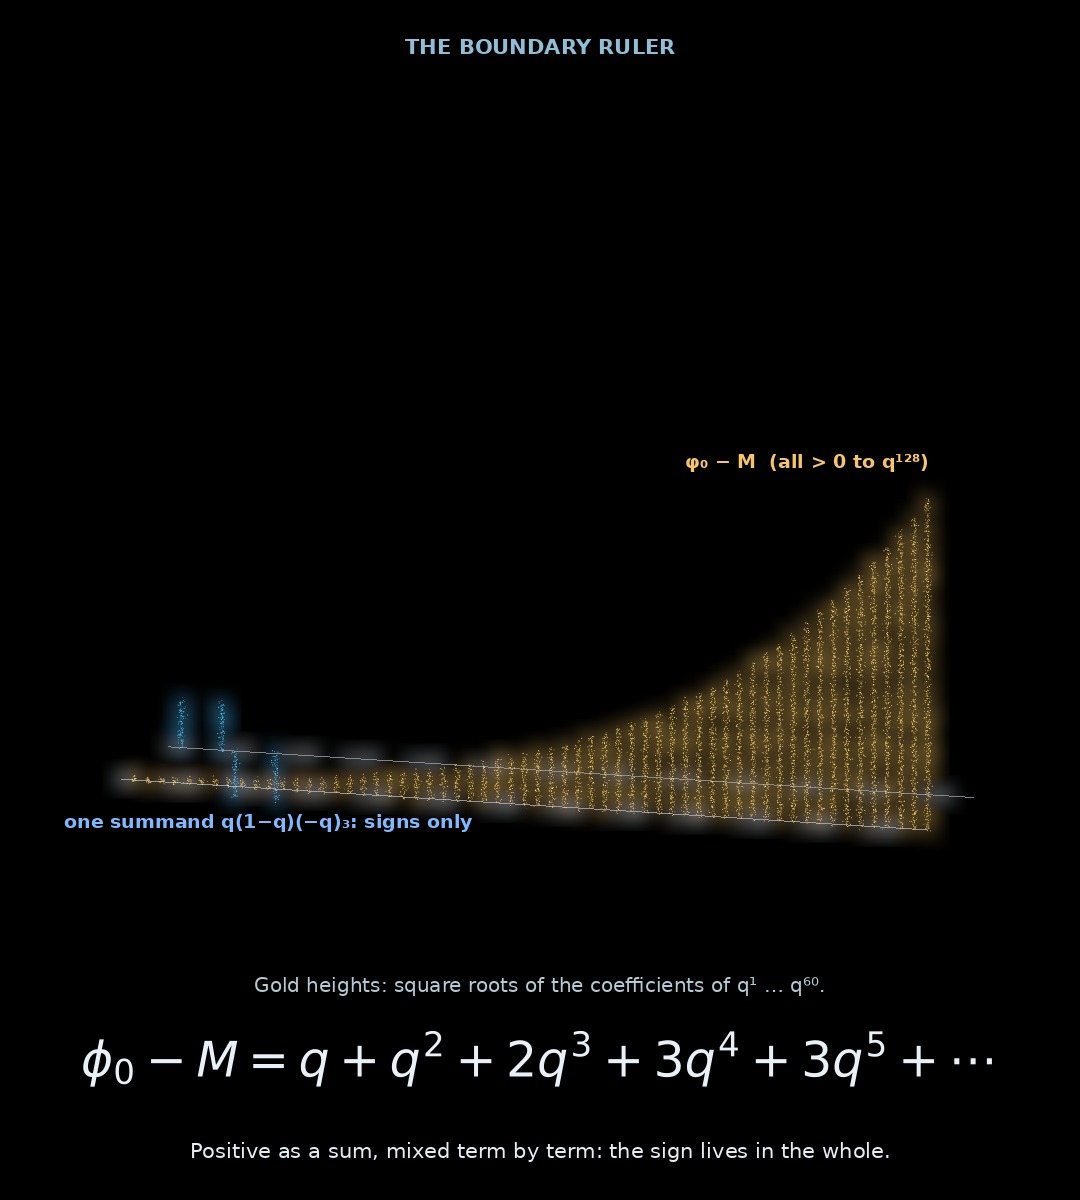 THE BOUNDARY RULER
φ₀ − M (all > 0 to q¹²⁸)
one summand q(1−q)(−q)₃: signs only
Gold heights: square roots of the coefficients of q¹ … q⁶⁰.
ϕ₀ − M = q + q² + 2q³ + 3q⁴ + 3q⁵ + ⋯
Positive as a sum, mixed term by term: the sign lives in the whole.